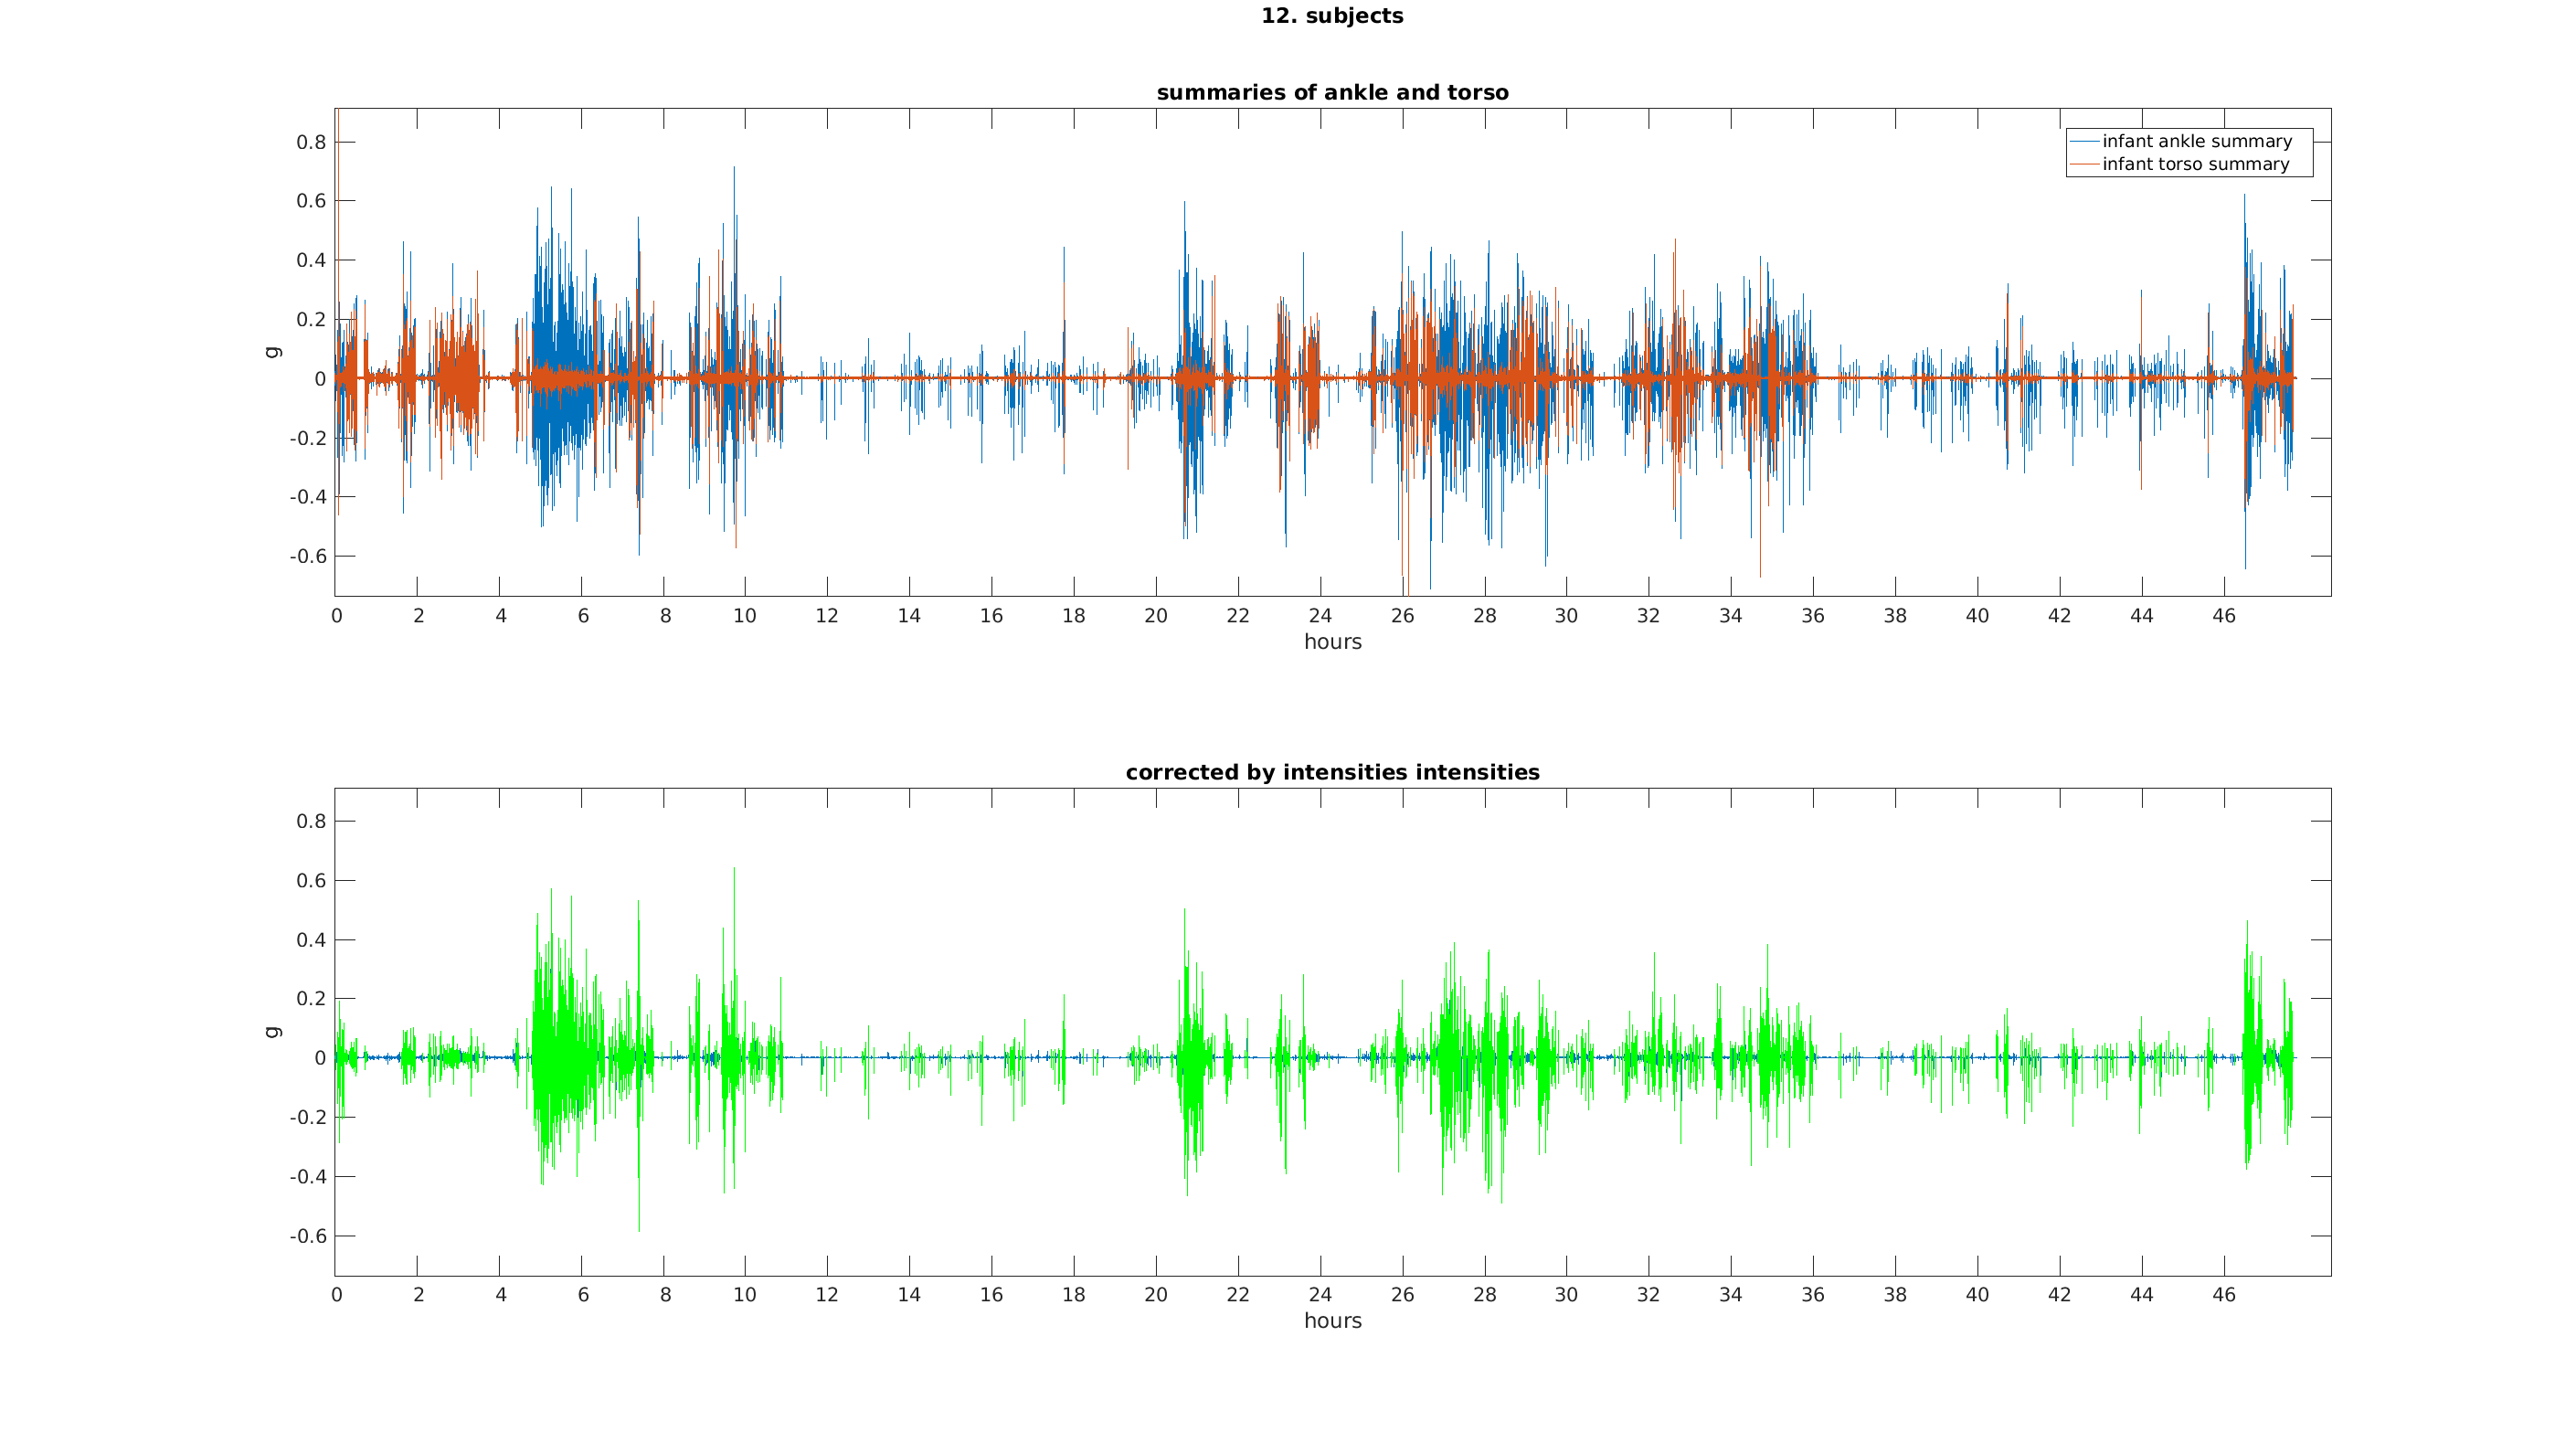 12. subjects
summaries of ankle and torso
0.8
0.6
0.4
0.2
0
-0.2
-0.4
-0.6
g
infant ankle summary
infant torso summary
0 2 4 6 8 10 12 14 16 18 20 22 24 26 28 30 32 34 36 38 40 42 44 46
hours
corrected by intensities intensities
0.8
0.6
0.4
0.2
0
-0.2
-0.4
-0.6
g
0 2 4 6 8 10 12 14 16 18 20 22 24 26 28 30 32 34 36 38 40 42 44 46
hours